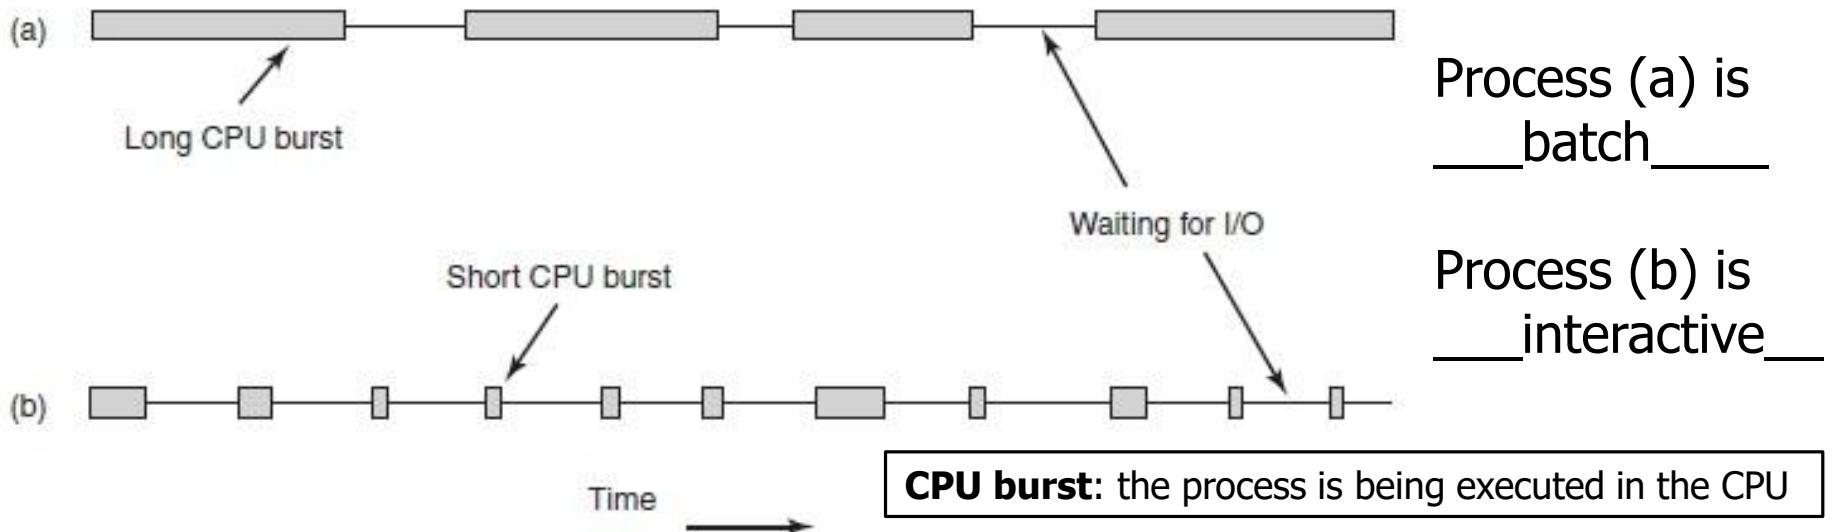 (a)
Long CPU burst
Process (a) is
___batch____
Waiting for I/O
Short CPU burst
Process (b) is
___interactive__
(b)
CPU burst: the process is being executed in the CPU
Time